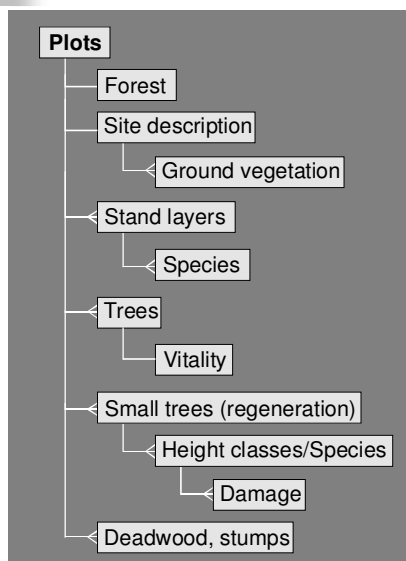 Plots
Forest
Site description
Ground vegetation
Stand layers
Species
Trees
Vitality
Small trees (regeneration)
Height classes/Species
Damage
Deadwood, stumps